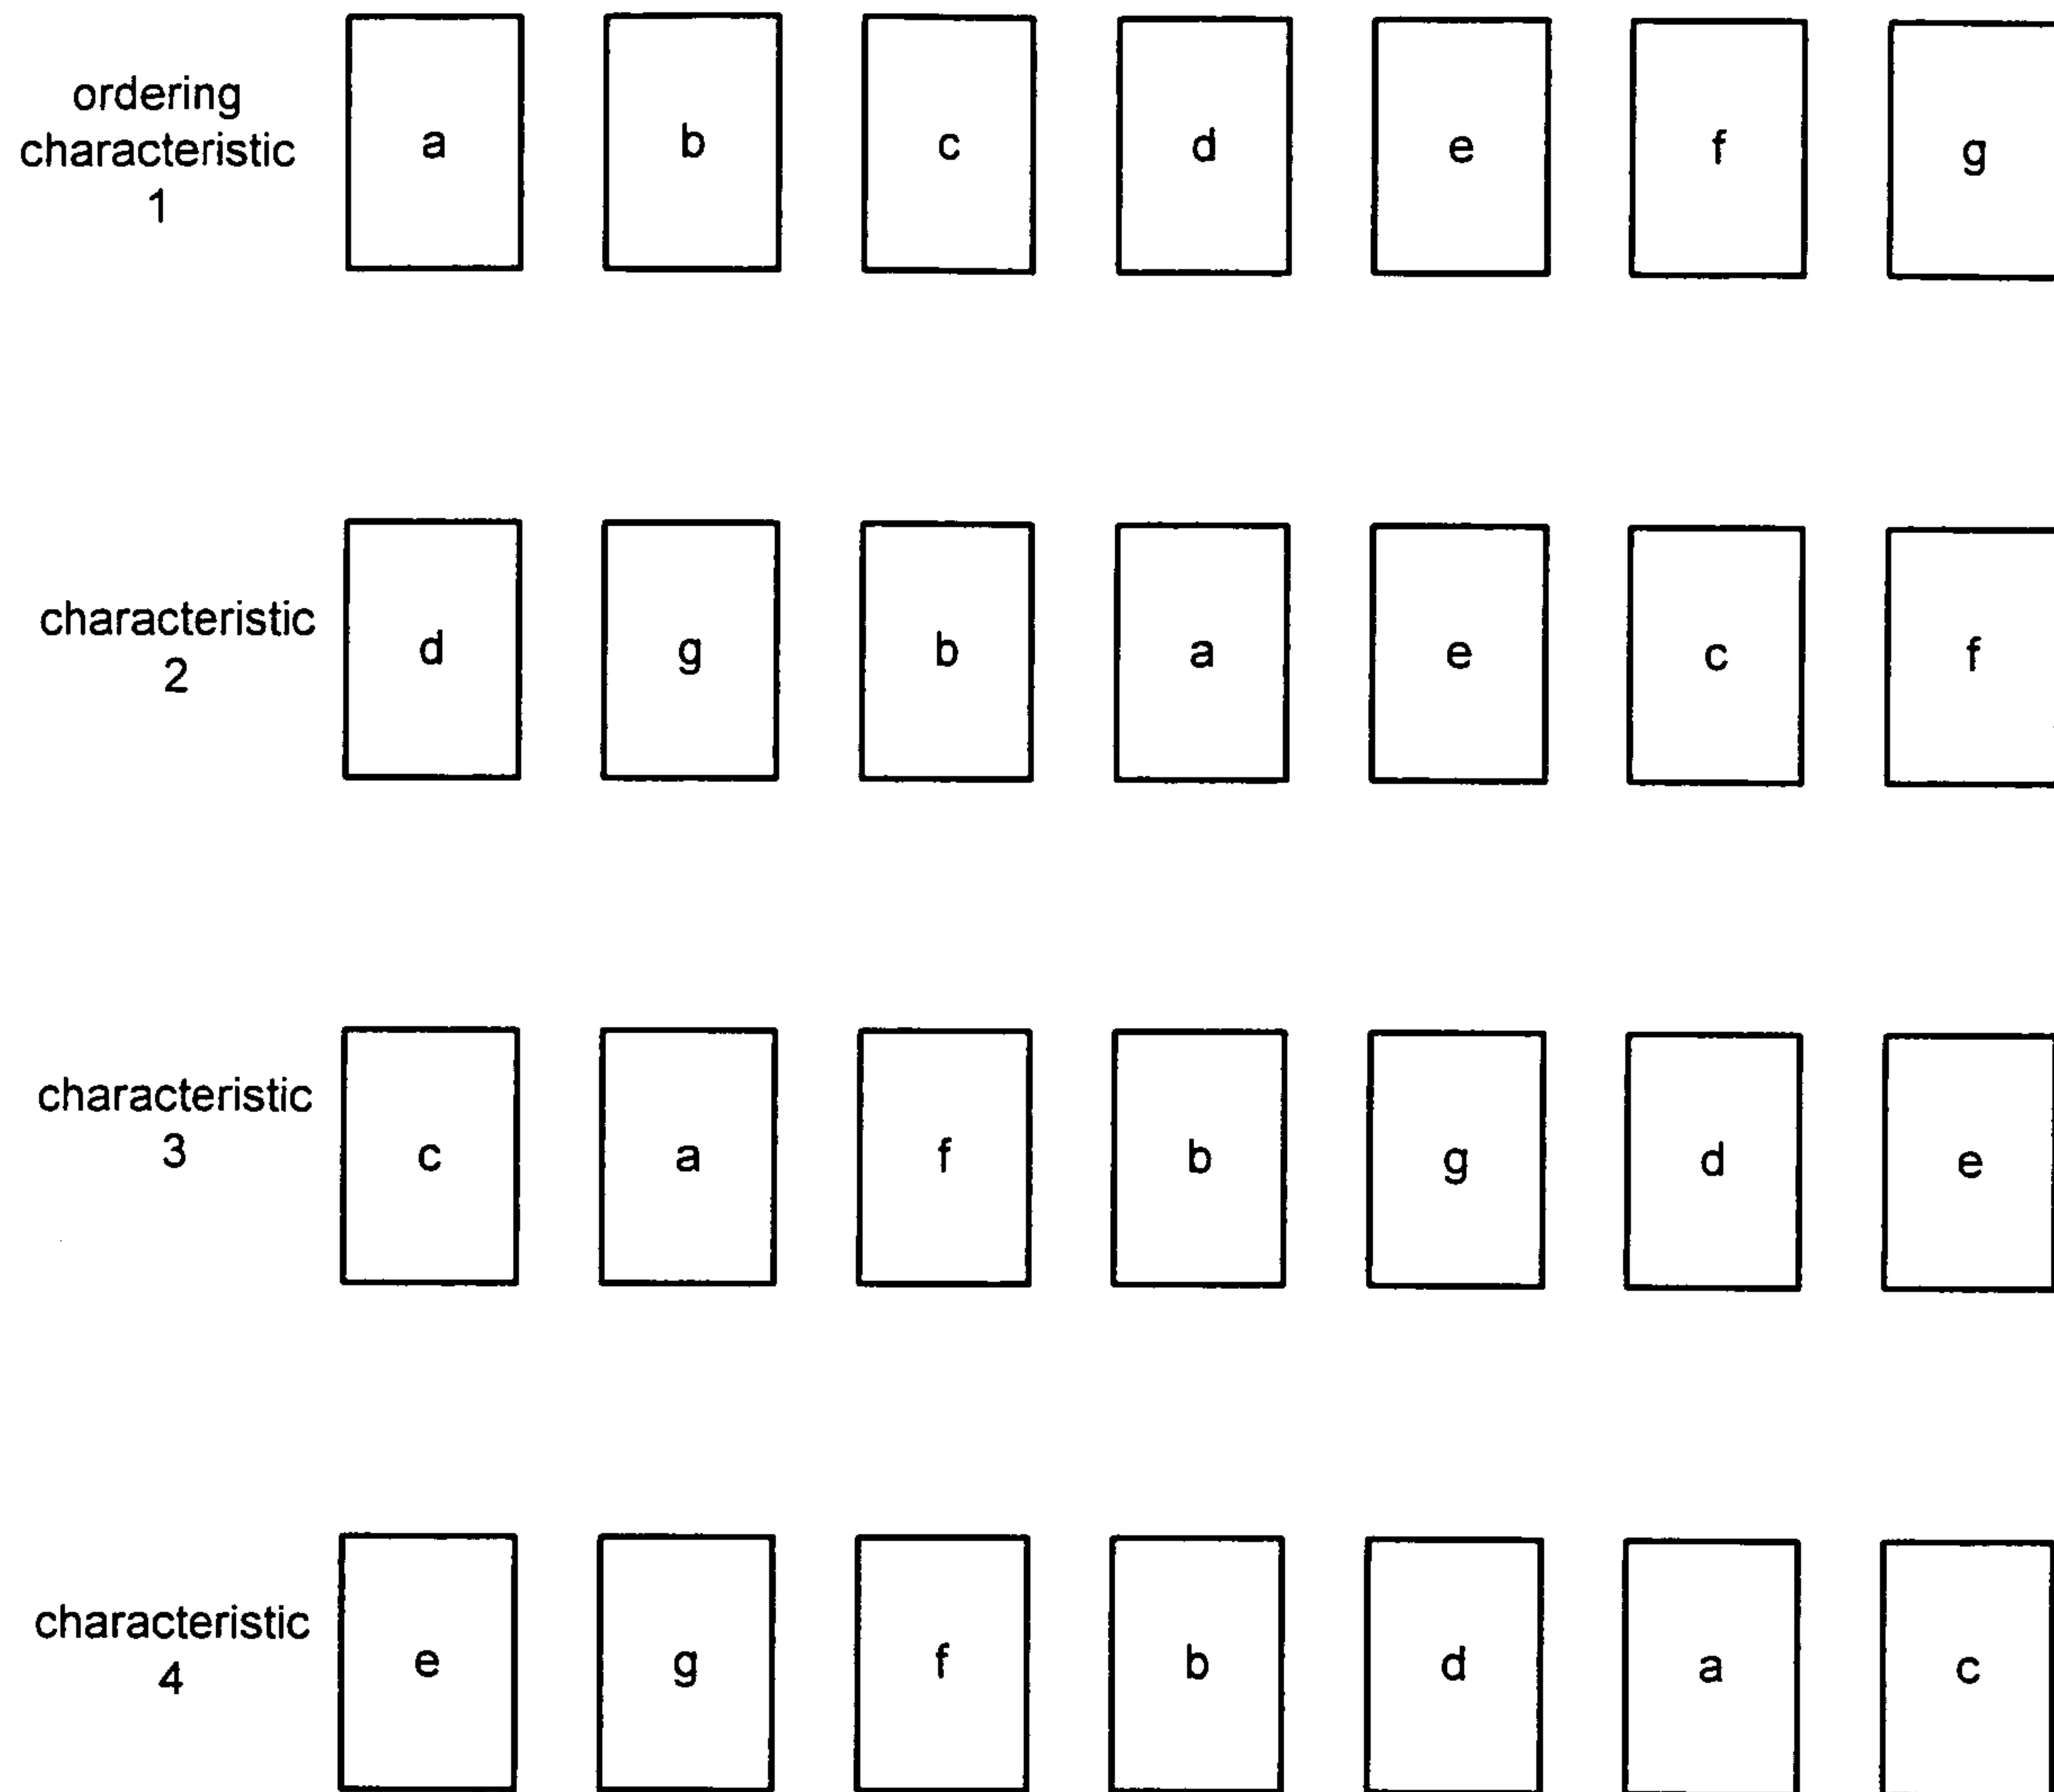 ordering
characteristic
1
a b c d e f g
characteristic
2
d g b a e c f
characteristic
3
c a f b g d e
characteristic
4
e g f b d a c